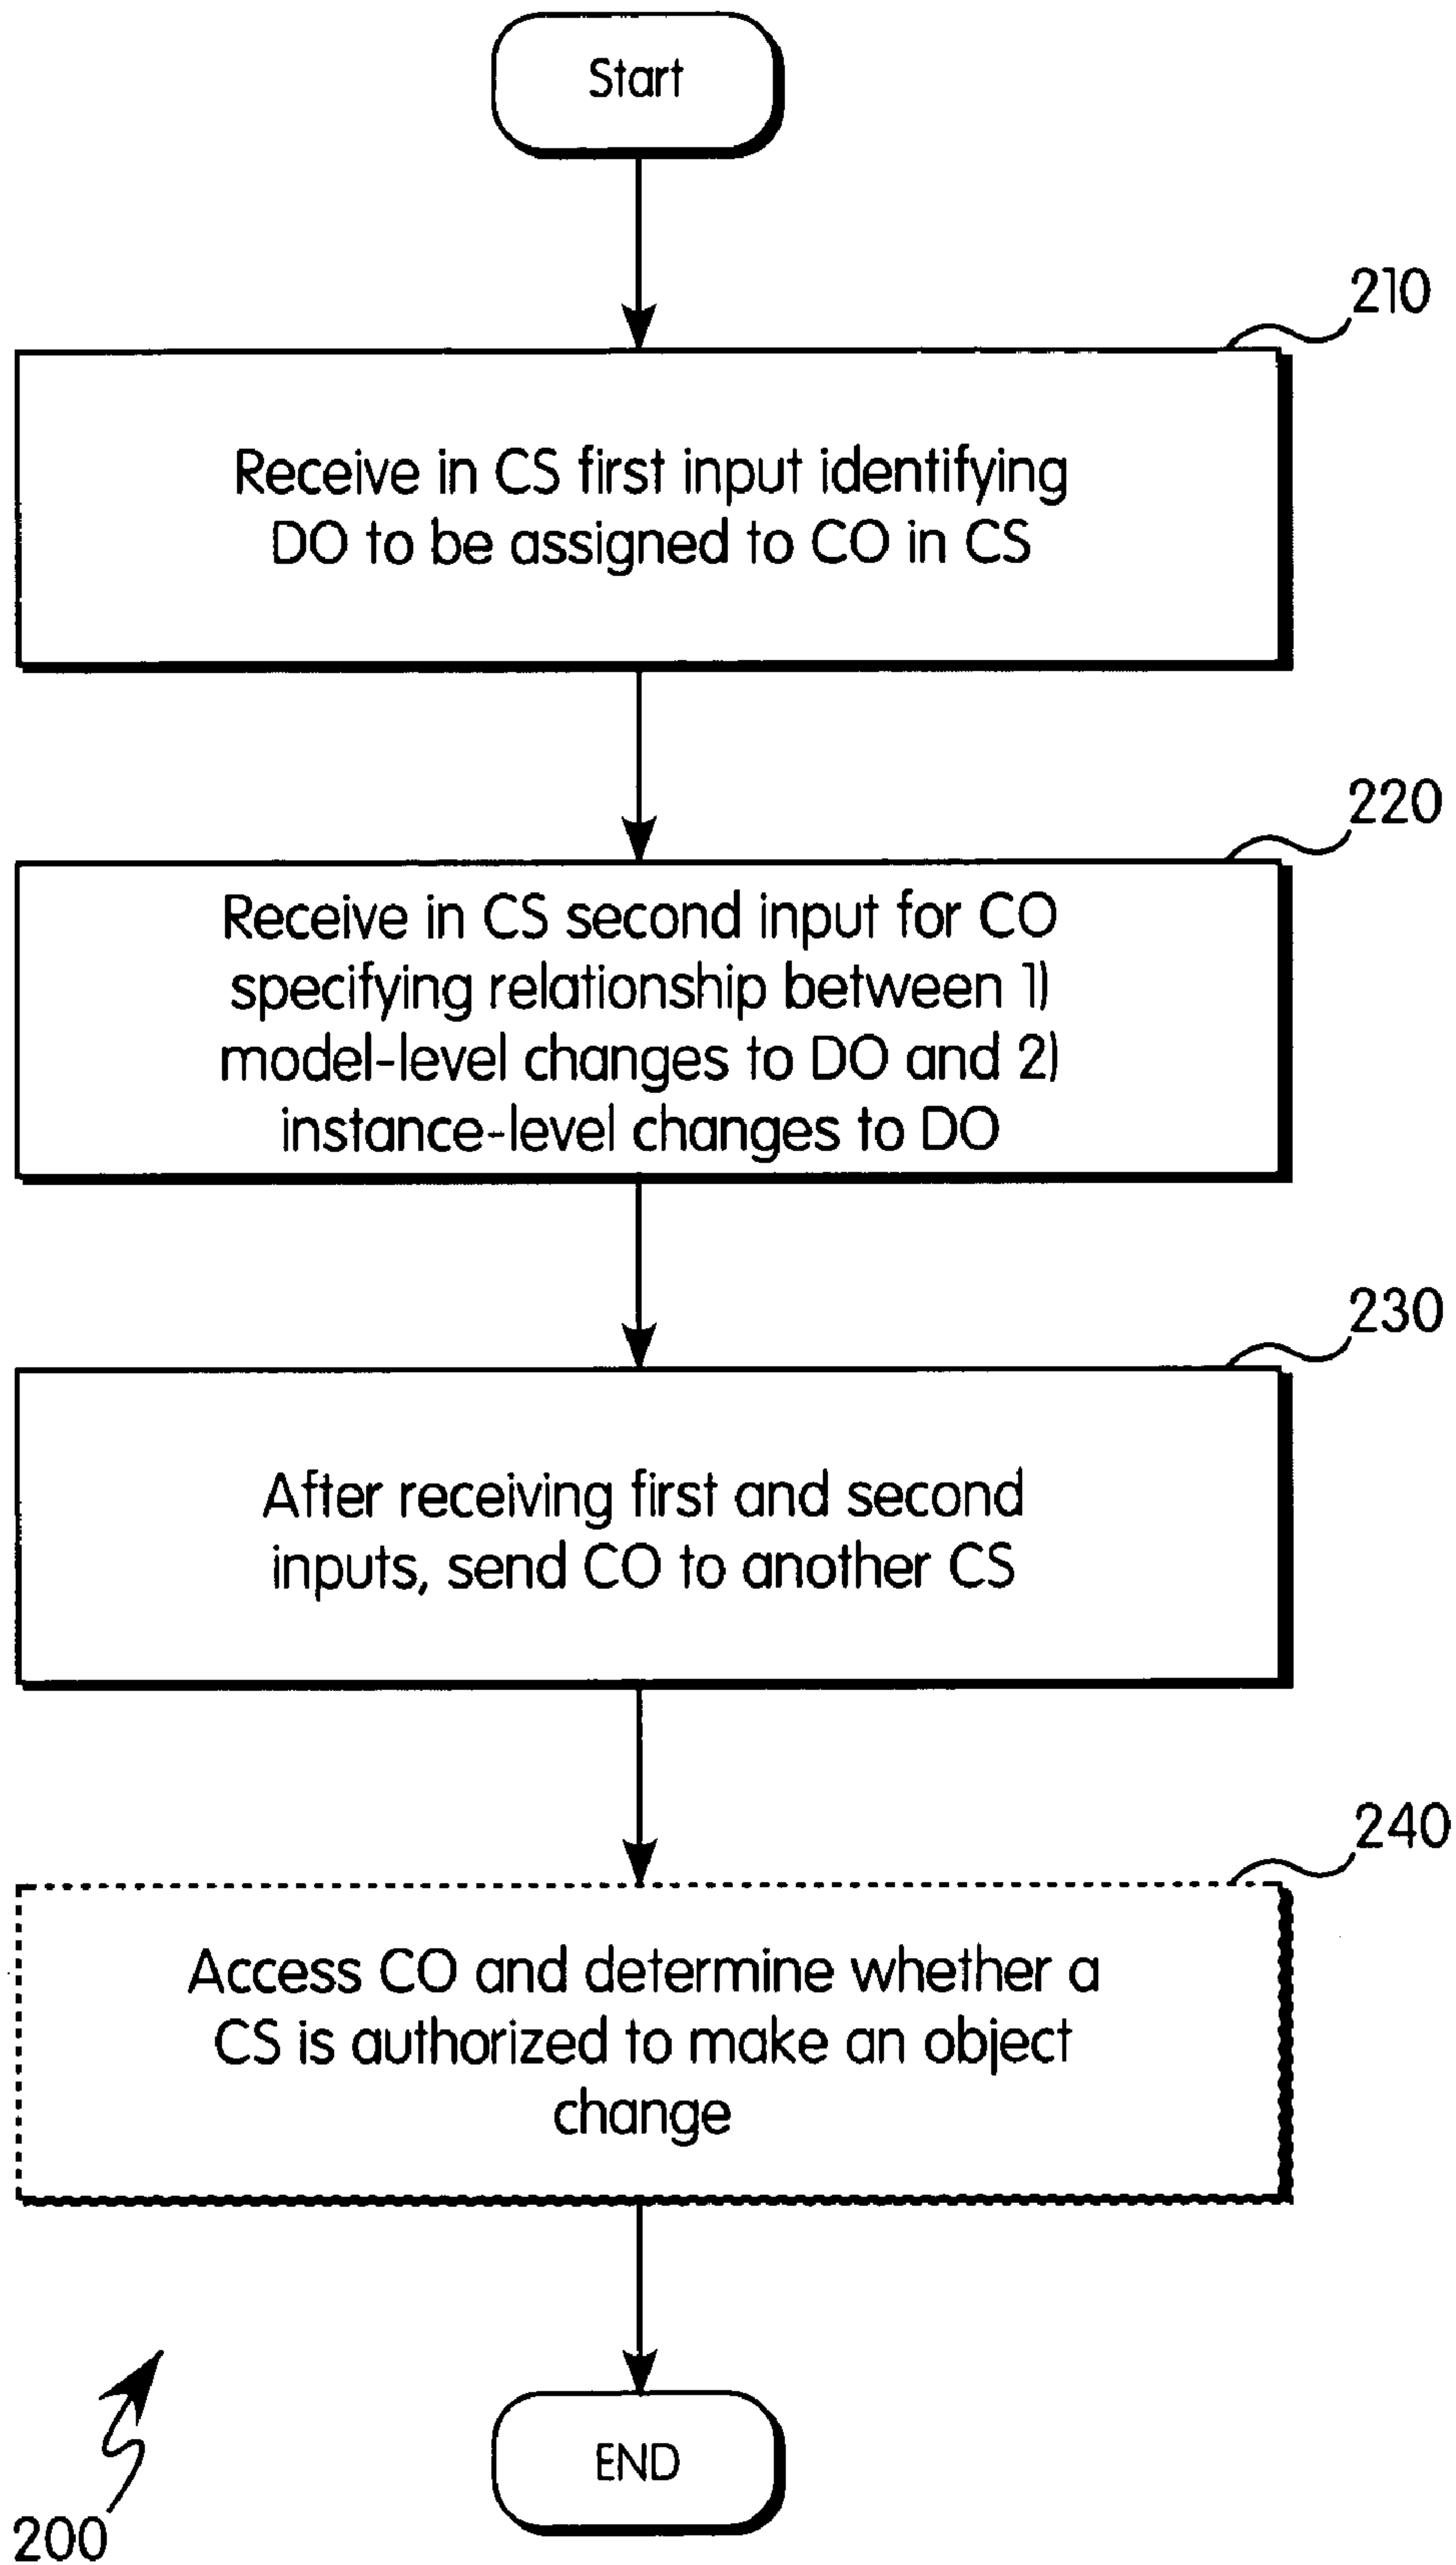 Start
210
Receive in CS first input identifying
DO to be assigned to CO in CS
220
Receive in CS second input for CO
specifying relationship between 1)
model-level changes to DO and 2)
instance-level changes to DO
230
After receiving first and second
inputs, send CO to another CS
240
Access CO and determine whether a
CS is authorized to make an object
change
END
200